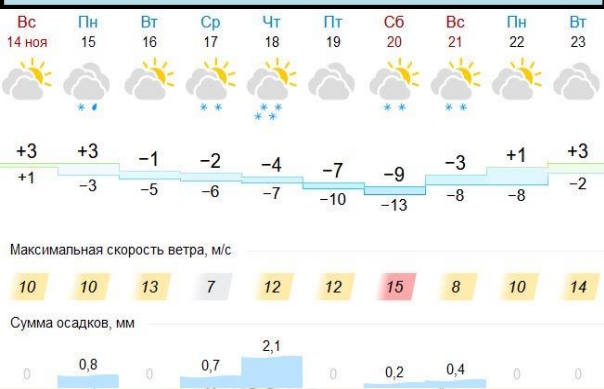 Вс Пн Вт Ср Чт Пт Сб Вс Пн Вт
14 ноя 15 16 17 18 19 20 21 22 23
+3 +3 −1 −2 −4 −7 −9 −3 +1 +3
+1 −3 −5 −6 −7 −10 −13 −8 −8 −2
Максимальная скорость ветра, м/с
10 10 13 7 12 12 15 8 10 14
Сумма осадков, мм
0 0,8 0 0,7 2,1 0 0,2 0,4 0 0